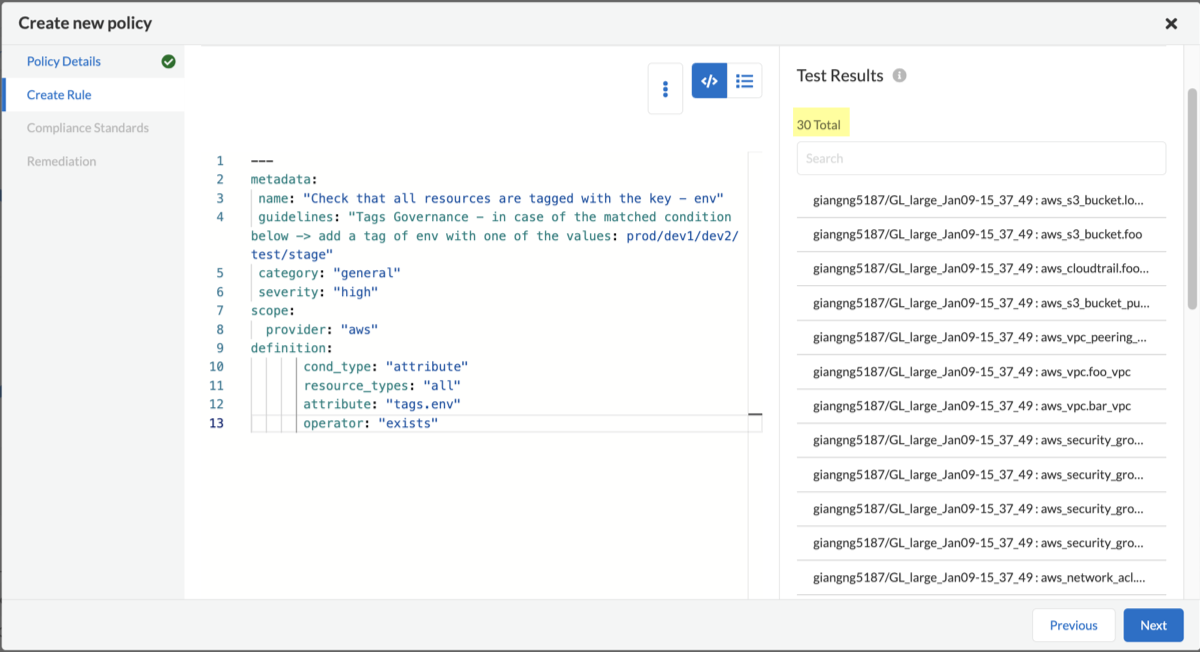 Create new policy
Policy Details
Create Rule
Compliance Standards
Remediation
1 ---
2 metadata:
3 name: "Check that all resources are tagged with the key - env"
4 guidelines: "Tags Governance - in case of the matched condition
below -> add a tag of env with one of the values: prod/dev1/dev2/
test/stage"
5 category: "general"
6 severity: "high"
7 scope:
8 provider: "aws"
9 definition:
10 cond_type: "attribute"
11 resource_types: "all"
12 attribute: "tags.env"
13 operator: "exists"
Test Results
30 Total
Search
giangng5187/GL_large_Jan09-15_37_49 : aws_s3_bucket.lo...
giangng5187/GL_large_Jan09-15_37_49 : aws_s3_bucket.foo
giangng5187/GL_large_Jan09-15_37_49 : aws_cloudtrail.foo...
giangng5187/GL_large_Jan09-15_37_49 : aws_s3_bucket_pu...
giangng5187/GL_large_Jan09-15_37_49 : aws_vpc_peering_...
giangng5187/GL_large_Jan09-15_37_49 : aws_vpc.foo_vpc
giangng5187/GL_large_Jan09-15_37_49 : aws_vpc.bar_vpc
giangng5187/GL_large_Jan09-15_37_49 : aws_security_gro...
giangng5187/GL_large_Jan09-15_37_49 : aws_security_gro...
giangng5187/GL_large_Jan09-15_37_49 : aws_security_gro...
giangng5187/GL_large_Jan09-15_37_49 : aws_security_gro...
giangng5187/GL_large_Jan09-15_37_49 : aws_network_acl....
Previous
Next